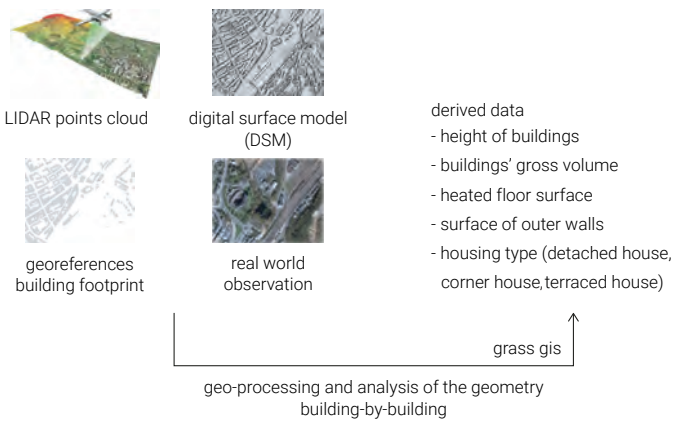 LIDAR points cloud
digital surface model
(DSM)
georeferences
building footprint
real world
observation
derived data
- height of buildings
- buildings’ gross volume
- heated floor surface
- surface of outer walls
- housing type (detached house,
corner house, terraced house)
grass gis
geo-processing and analysis of the geometry
building-by-building